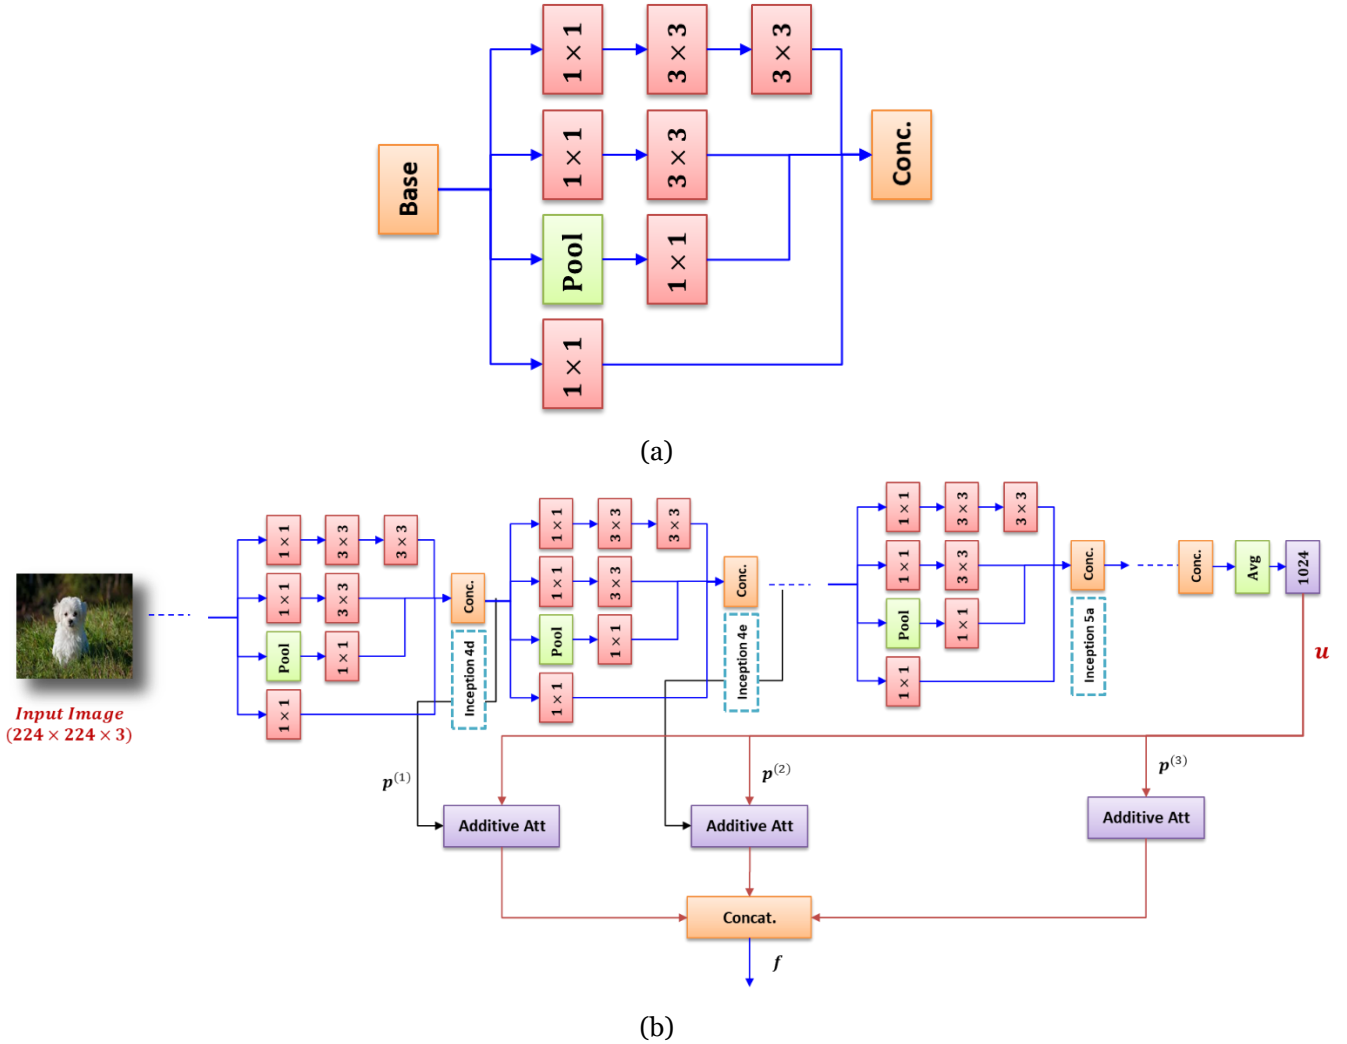 1 × 1
3 × 3
3 × 3
1 × 1
3 × 3
Base
Conc.
Pool
1 × 1
1 × 1
(a)
1 × 1
3 × 3
3 × 3
1 × 1
3 × 3
Pool
1 × 1
1 × 1
Conc.
Inception 4d
1 × 1
3 × 3
3 × 3
1 × 1
3 × 3
Pool
1 × 1
1 × 1
Conc.
Inception 4e
1 × 1
3 × 3
3 × 3
1 × 1
3 × 3
Pool
1 × 1
1 × 1
Conc.
Inception 5a
Conc.
Avg
1024
u
Input Image
(224 × 224 × 3)
p(1)
p(2)
p(3)
Additive Att
Additive Att
Additive Att
Concat.
f
(b)